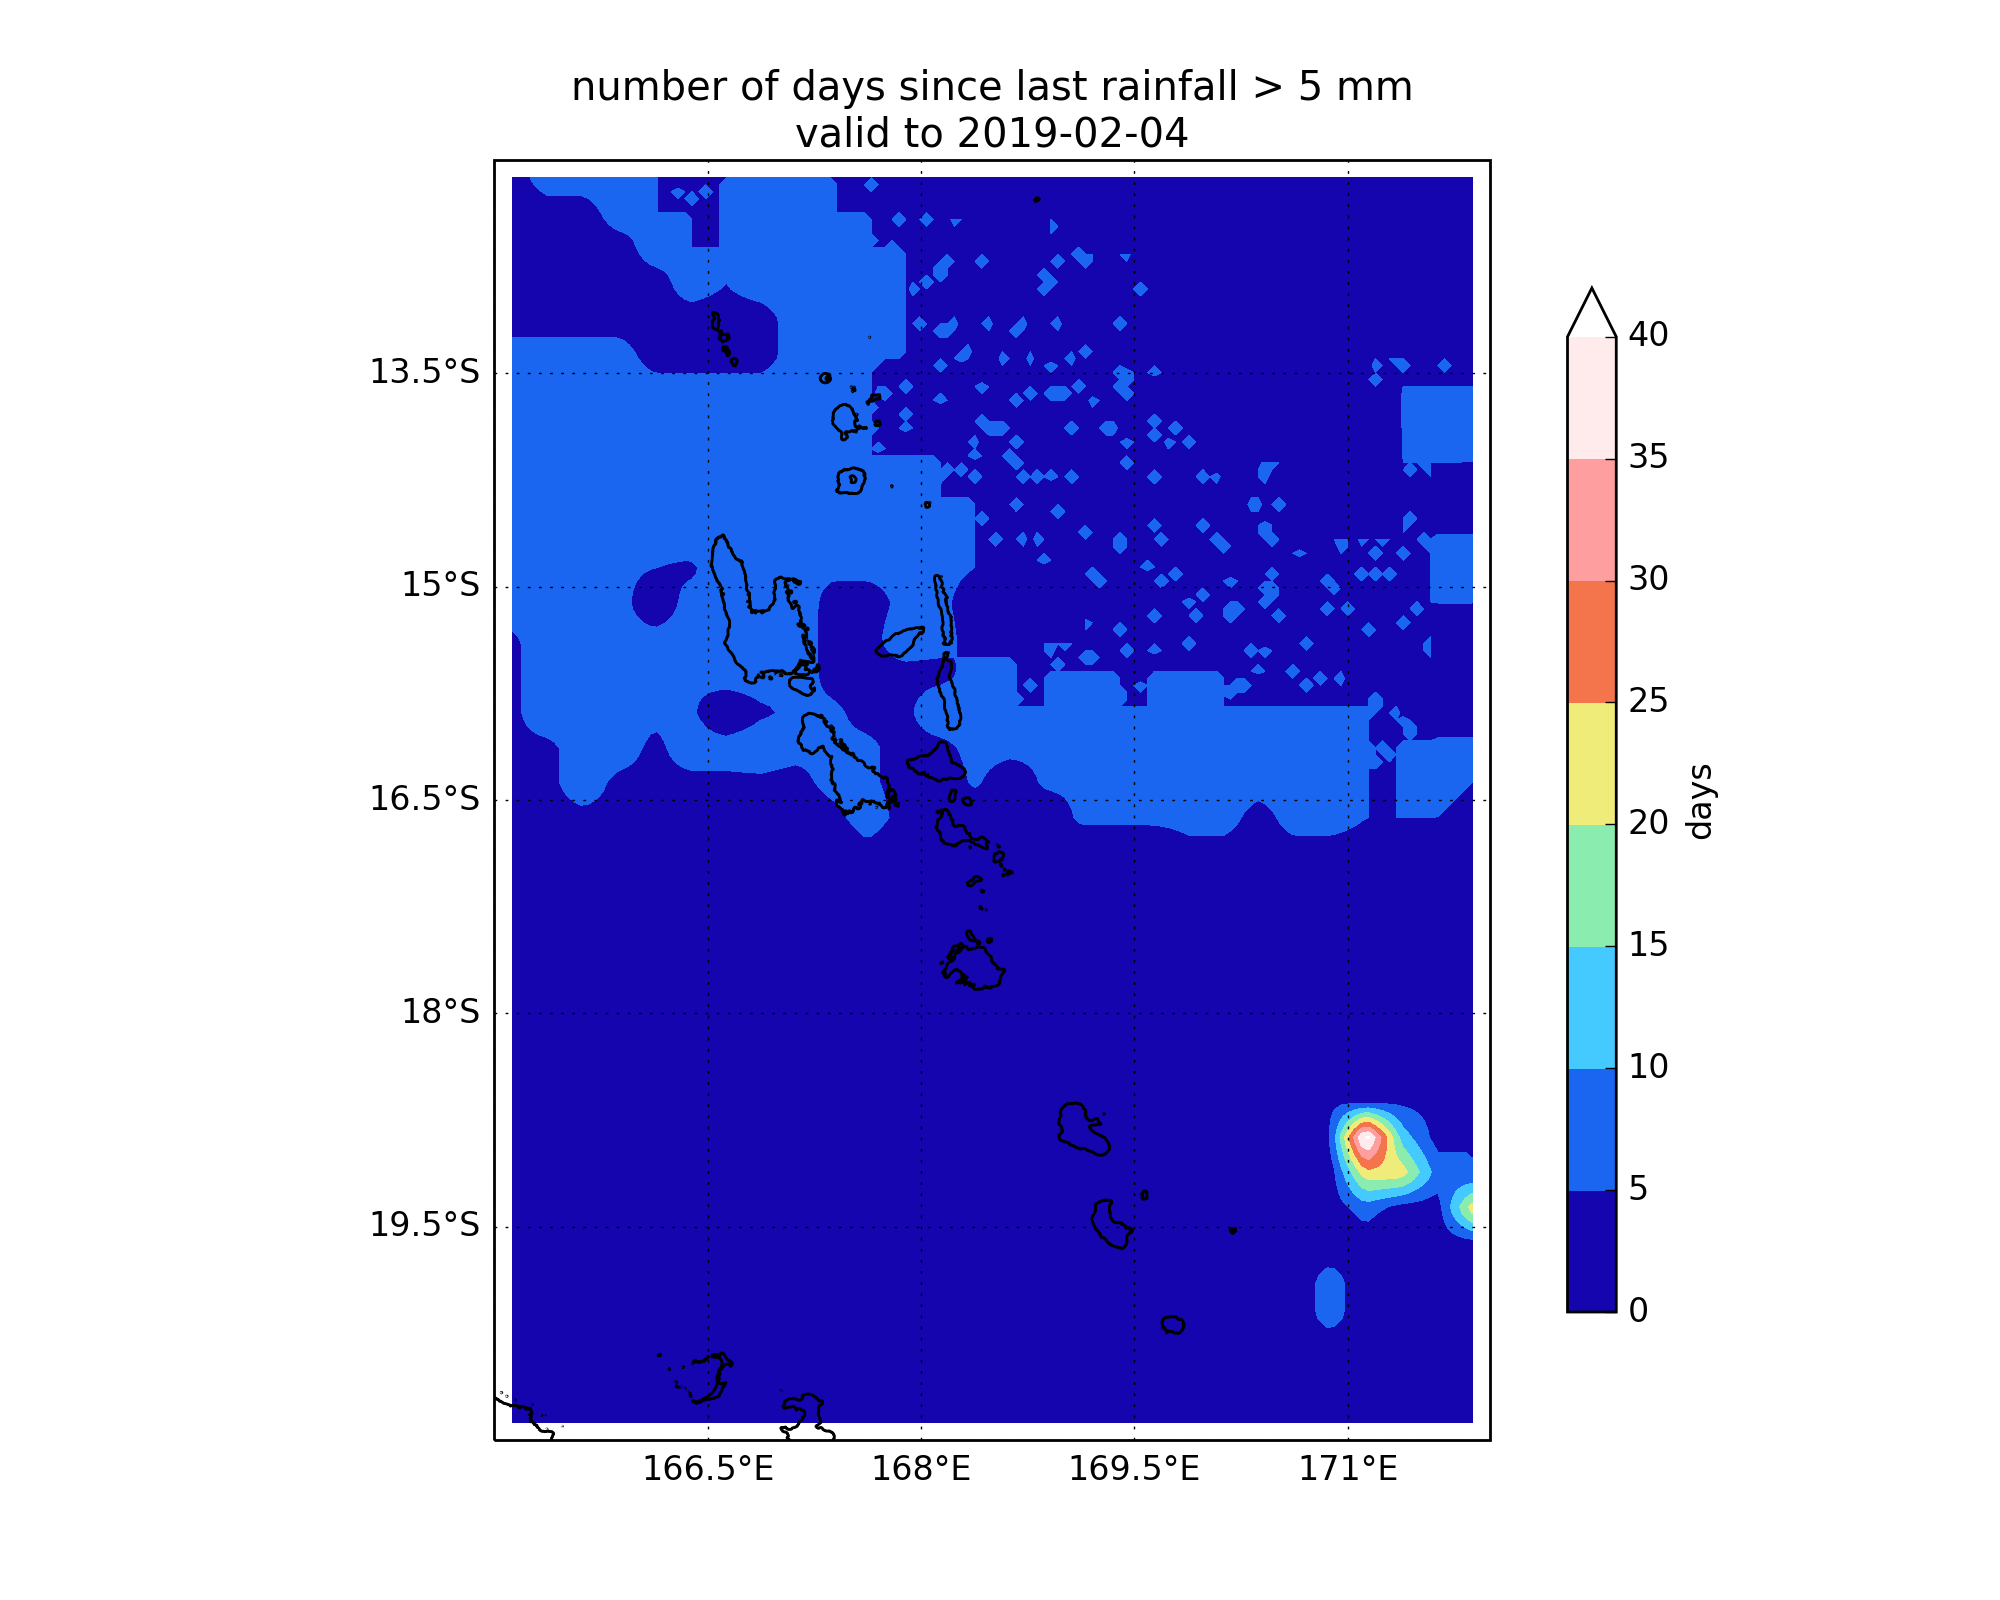 number of days since last rainfall > 5 mm
valid to 2019-02-04
13.5°S
15°S
16.5°S
18°S
19.5°S
166.5°E
168°E
169.5°E
171°E
40
35
30
25
20
15
10
5
0
days